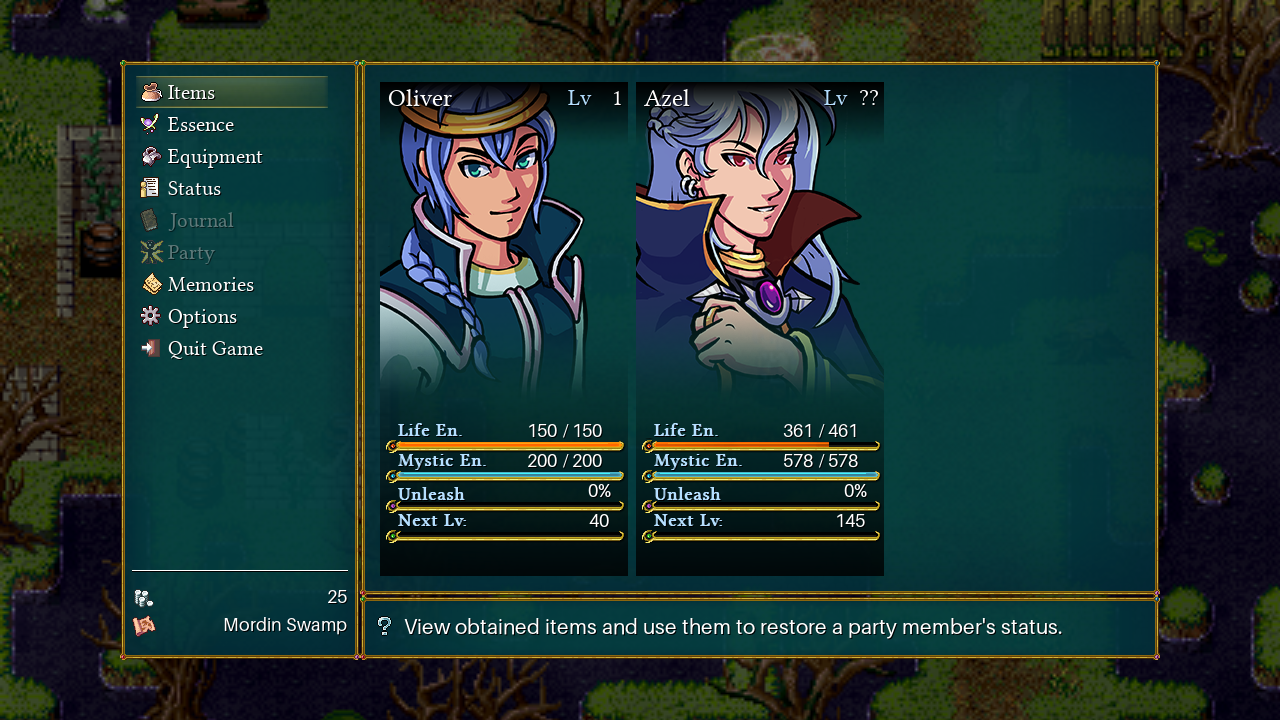 Items
Essence
Equipment
Status
Journal
Party
Memories
Options
Quit Game
25
Mordin Swamp
Oliver Lv 1
Life En. 150 / 150
Mystic En. 200 / 200
Unleash 0%
Next Lv: 40
Azel Lv ??
Life En. 361 / 461
Mystic En. 578 / 578
Unleash 0%
Next Lv: 145
? View obtained items and use them to restore a party member's status.